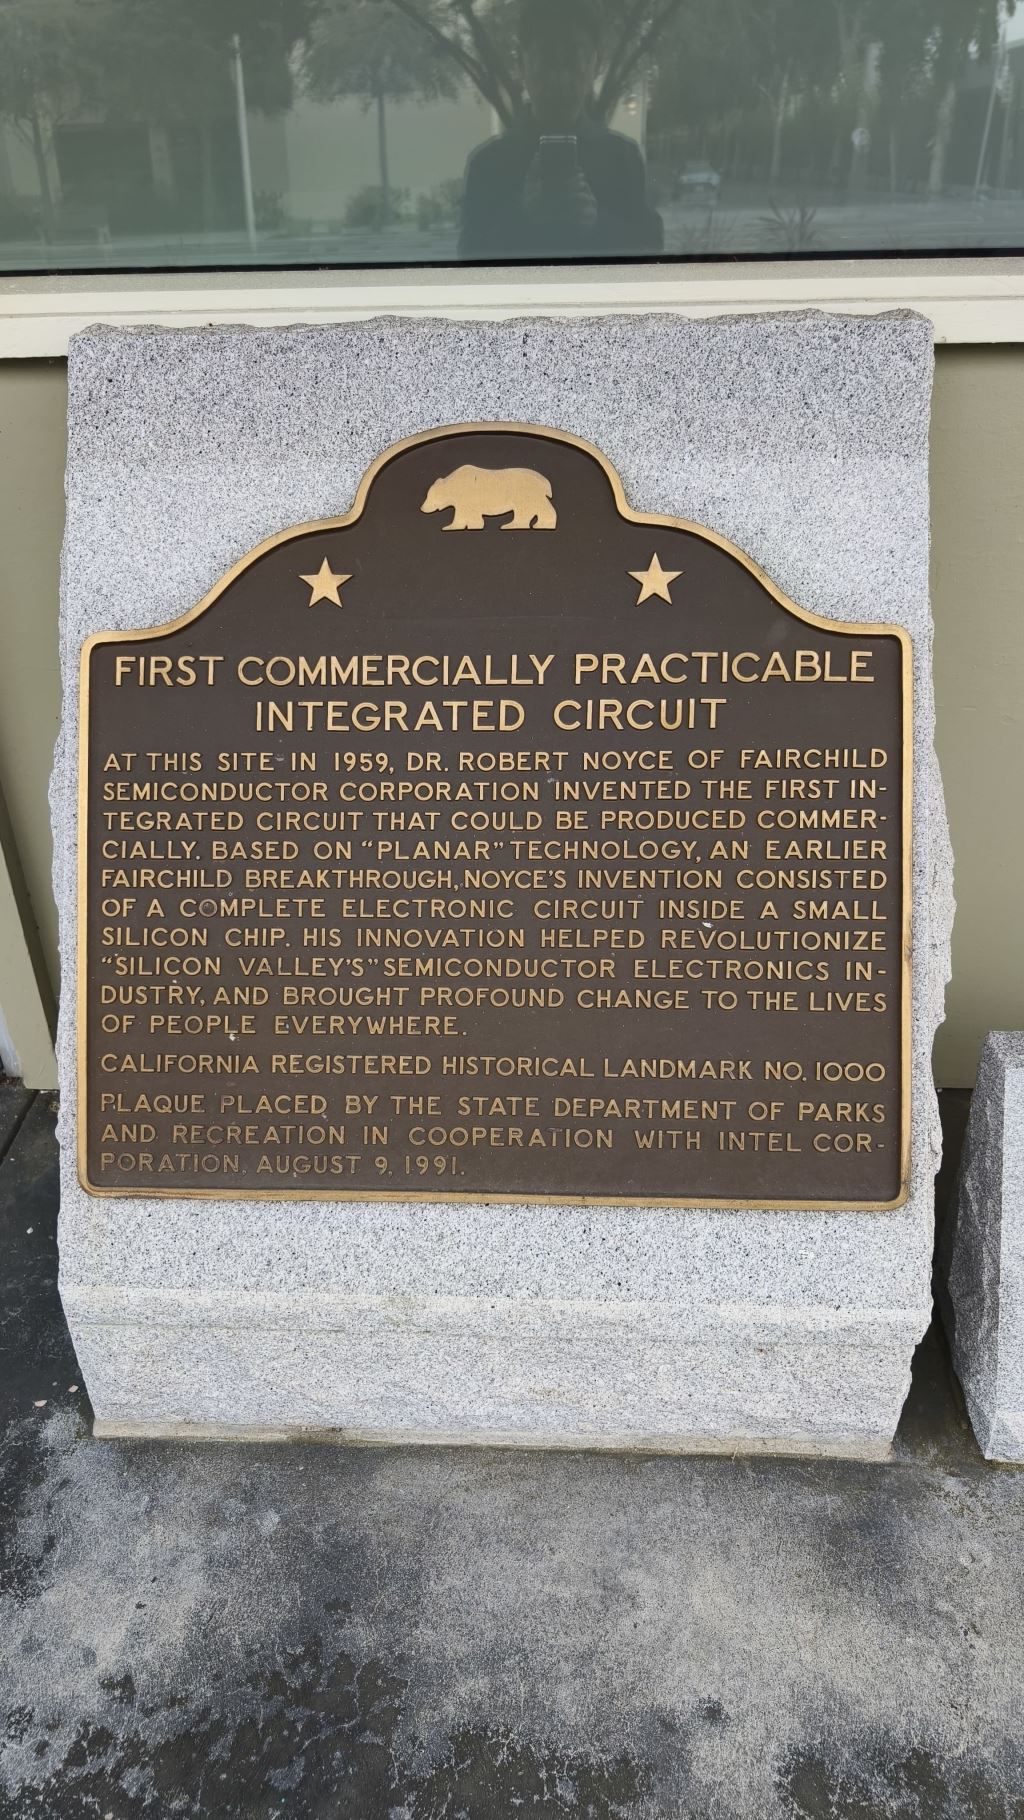 FIRST COMMERCIALLY PRACTICABLE
INTEGRATED CIRCUIT
AT THIS SITE IN 1959, DR. ROBERT NOYCE OF FAIRCHILD
SEMICONDUCTOR CORPORATION INVENTED THE FIRST IN-
TEGRATED CIRCUIT THAT COULD BE PRODUCED COMMER-
CIALLY. BASED ON “PLANAR” TECHNOLOGY, AN EARLIER
FAIRCHILD BREAKTHROUGH, NOYCE’S INVENTION CONSISTED
OF A COMPLETE ELECTRONIC CIRCUIT INSIDE A SMALL
SILICON CHIP. HIS INNOVATION HELPED REVOLUTIONIZE
“SILICON VALLEY’S” SEMICONDUCTOR ELECTRONICS IN-
DUSTRY, AND BROUGHT PROFOUND CHANGE TO THE LIVES
OF PEOPLE EVERYWHERE.
CALIFORNIA REGISTERED HISTORICAL LANDMARK NO. 1000
PLAQUE PLACED BY THE STATE DEPARTMENT OF PARKS
AND RECREATION IN COOPERATION WITH INTEL COR-
PORATION, AUGUST 9, 1991.